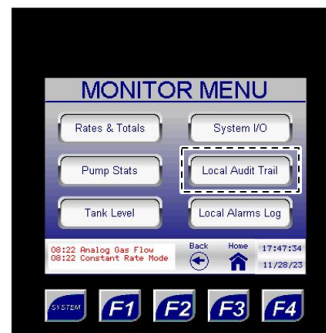 MONITOR MENU
Rates & Totals
System I/O
Pump Stats
Local Audit Trail
Tank Level
Local Alarms Log
08:22 Analog Gas Flow
08:22 Constant Rate Mode
Back
Home
17:47:34
11/28/23
SYSTEM
F1
F2
F3
F4